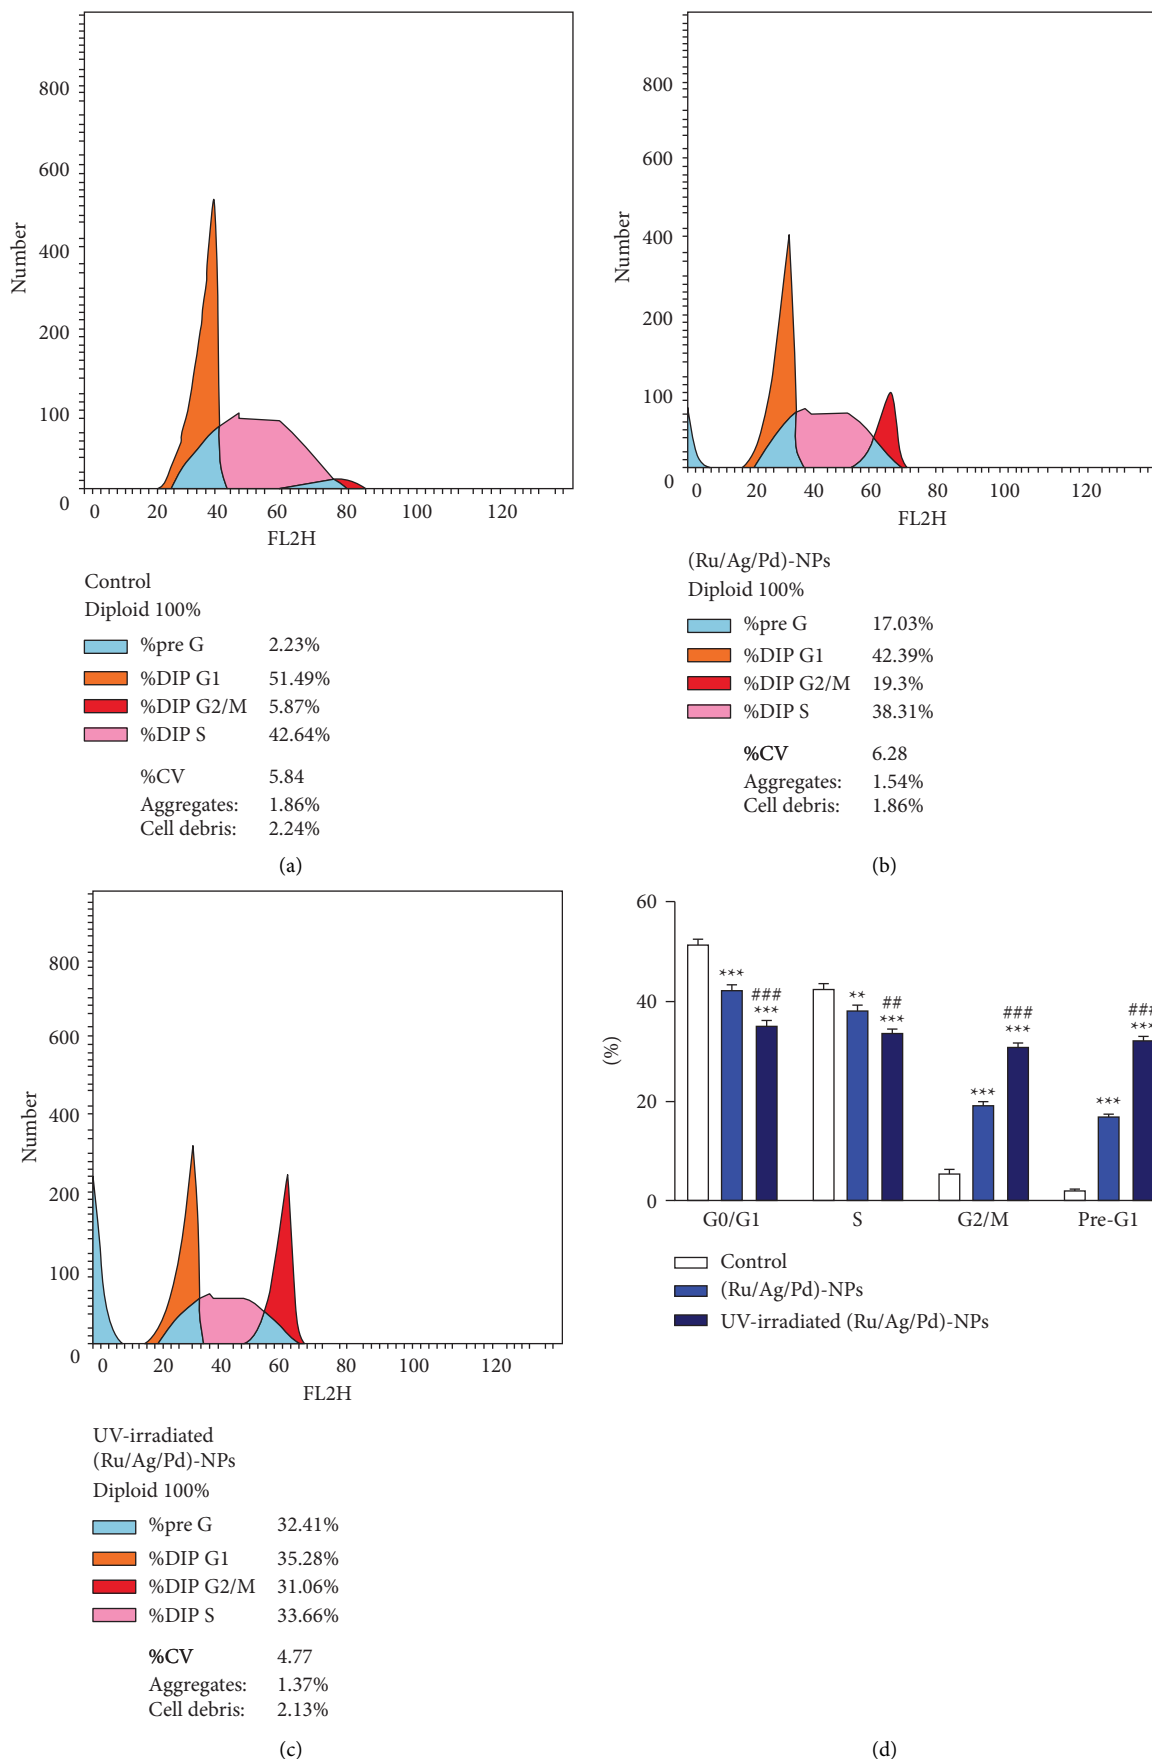 800
600
400
200
100
0
Number
0 20 40 60 80 100 120
FL2H
Control
Diploid 100%
%pre G 2.23%
%DIP G1 51.49%
%DIP G2/M 5.87%
%DIP S 42.64%
%CV 5.84
Aggregates: 1.86%
Cell debris: 2.24%
(a)
800
600
400
200
100
0
Number
0 20 40 60 80 100 120
FL2H
(Ru/Ag/Pd)-NPs
Diploid 100%
%pre G 17.03%
%DIP G1 42.39%
%DIP G2/M 19.3%
%DIP S 38.31%
%CV 6.28
Aggregates: 1.54%
Cell debris: 1.86%
(b)
800
600
400
200
100
0
Number
0 20 40 60 80 100 120
FL2H
UV-irradiated
(Ru/Ag/Pd)-NPs
Diploid 100%
%pre G 32.41%
%DIP G1 35.28%
%DIP G2/M 31.06%
%DIP S 33.66%
%CV 4.77
Aggregates: 1.37%
Cell debris: 2.13%
(c)
60
40
20
0
(%)
***
###
***
**
##
***
***
###
***
***
###
***
G0/G1 S G2/M Pre-G1
Control
(Ru/Ag/Pd)-NPs
UV-irradiated (Ru/Ag/Pd)-NPs
(d)